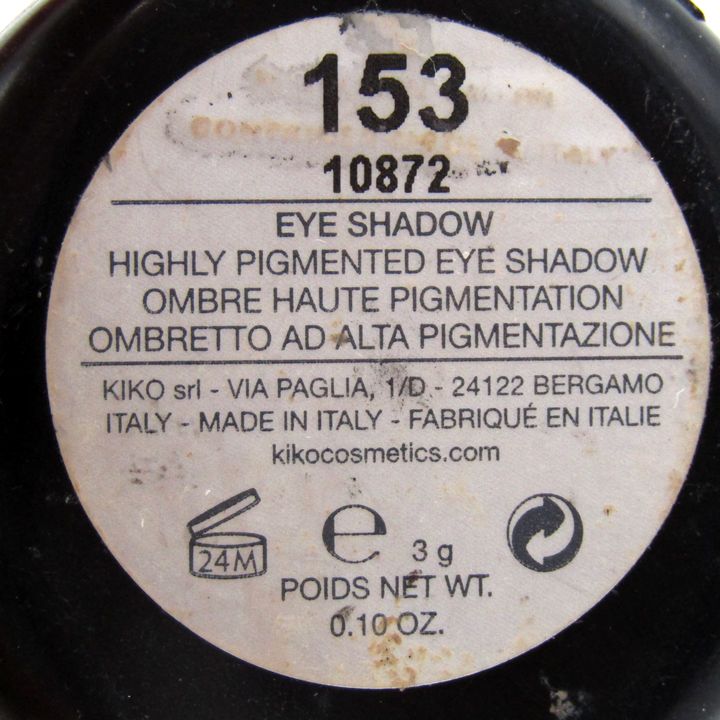 153
10872
EYE SHADOW
HIGHLY PIGMENTED EYE SHADOW
OMBRE HAUTE PIGMENTATION
OMBRETTO AD ALTA PIGMENTAZIONE
KIKO srl - VIA PAGLIA, 1/D - 24122 BERGAMO
ITALY - MADE IN ITALY - FABRIQUÉ EN ITALIE
kikocosmetics.com
24M e 3 g
POIDS NET WT.
0.10 OZ.